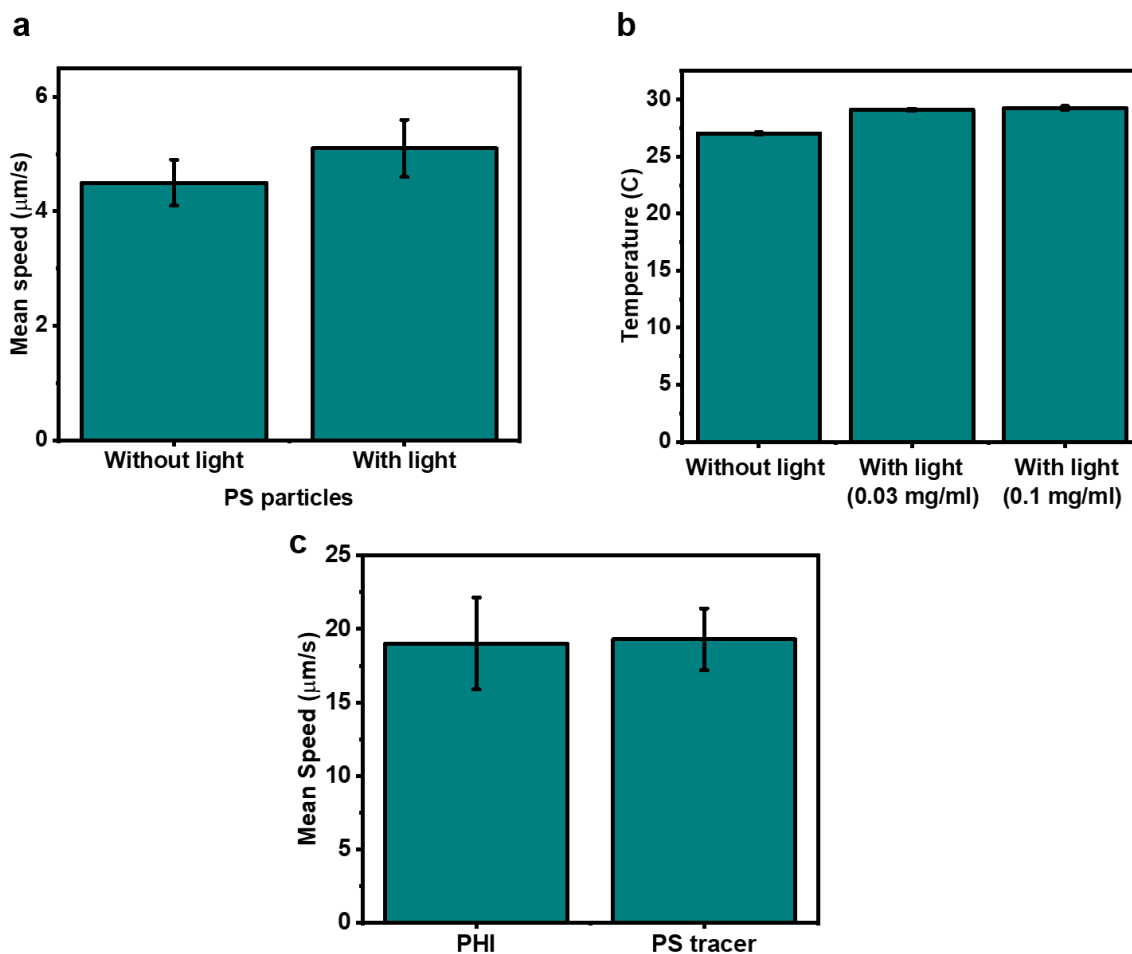 a
Mean speed (μm/s)
6
4
2
0
Without light
With light
PS particles
b
Temperature (C)
30
25
20
15
10
5
0
Without light
With light
(0.03 mg/ml)
With light
(0.1 mg/ml)
c
Mean Speed (μm/s)
25
20
15
10
5
0
PHI
PS tracer